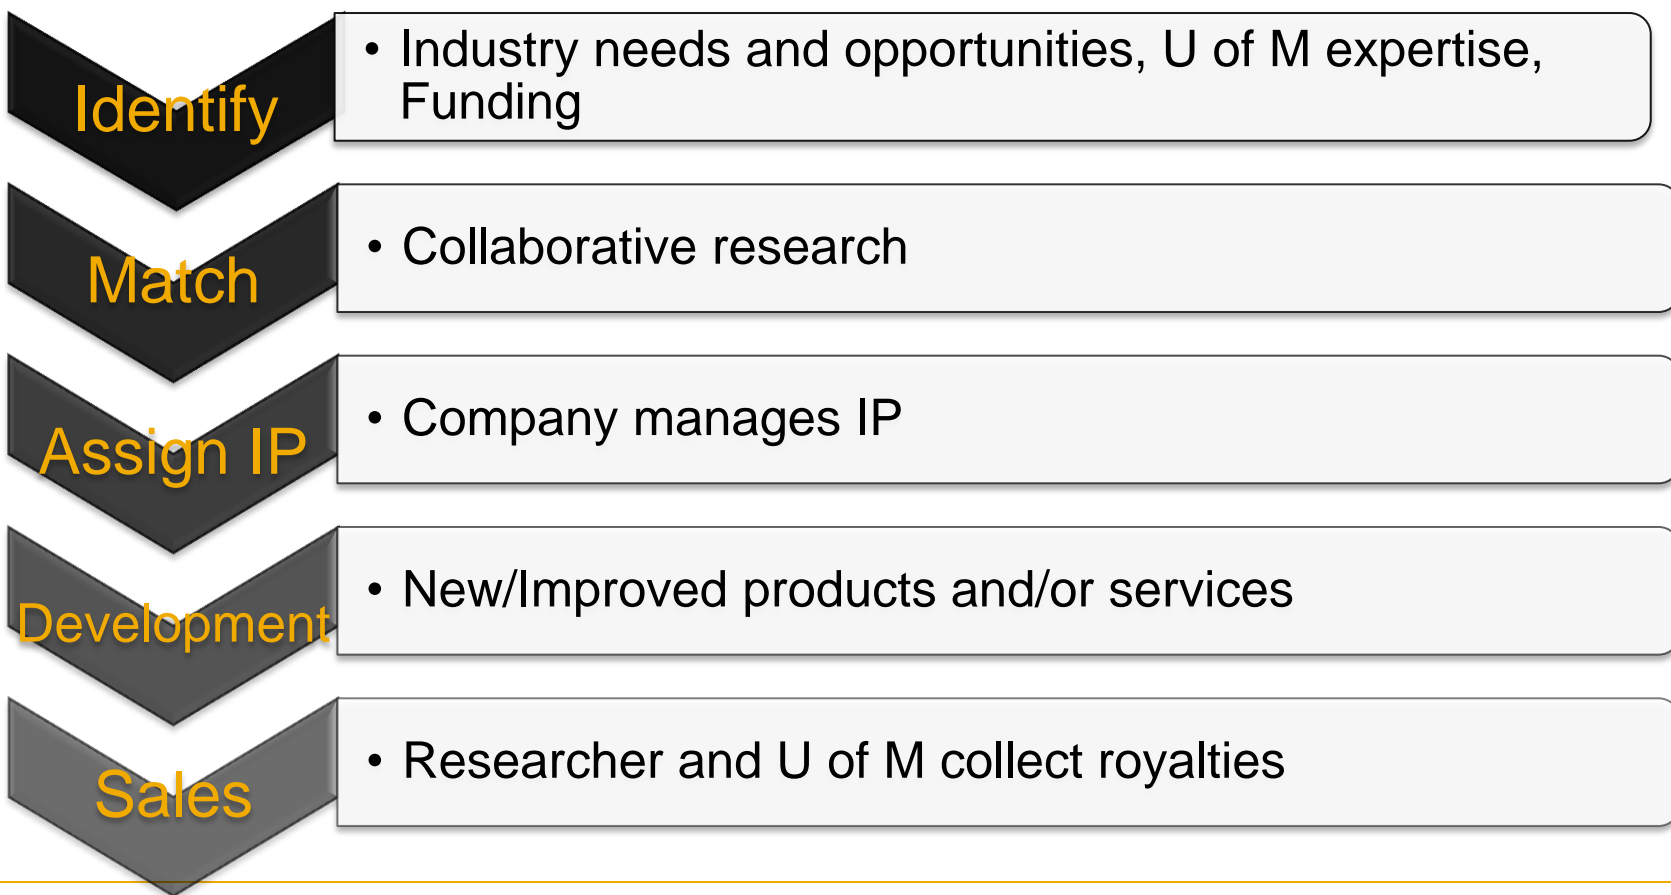 Identify
• Industry needs and opportunities, U of M expertise,
Funding
Match
• Collaborative research
Assign IP
• Company manages IP
Development
• New/Improved products and/or services
Sales
• Researcher and U of M collect royalties